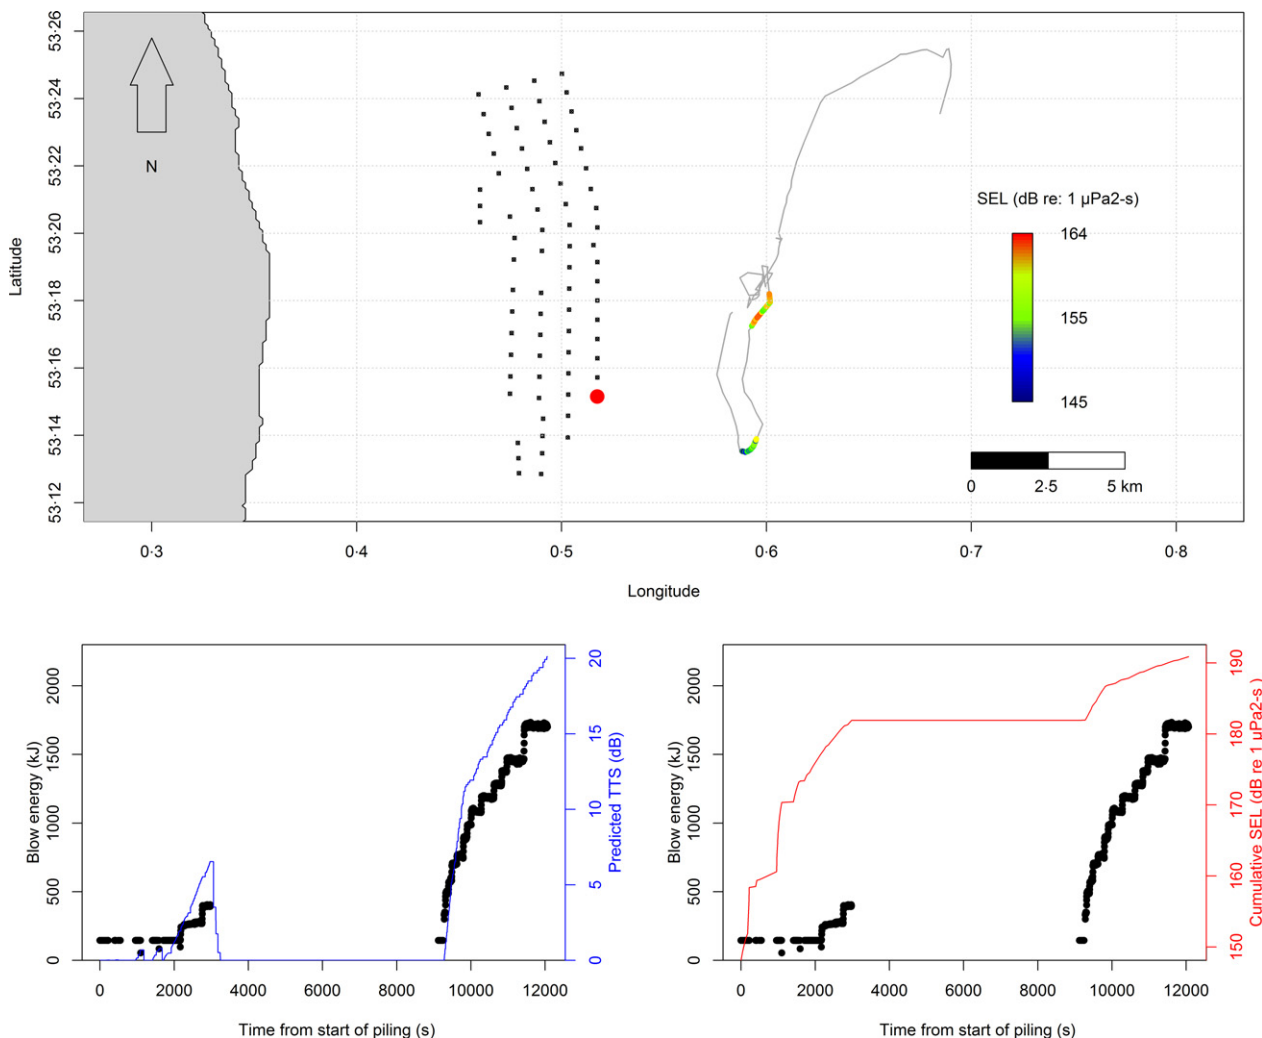 53·26
53·24
53·22
53·20
53·18
53·16
53·14
53·12
Latitude
N
SEL (dB re: 1 µPa2-s)
164
155
145
0 2·5 5 km
0·3 0·4 0·5 0·6 0·7 0·8
Longitude
2000
1500
1000
500
0
Blow energy (kJ)
20
15
10
5
0
Predicted TTS (dB)
0 2000 4000 6000 8000 10000 12000
Time from start of piling (s)
2000
1500
1000
500
0
Blow energy (kJ)
190
180
170
160
150
Cumulative SEL (dB re 1 µPa2-s )
0 2000 4000 6000 8000 10000 12000
Time from start of piling (s)